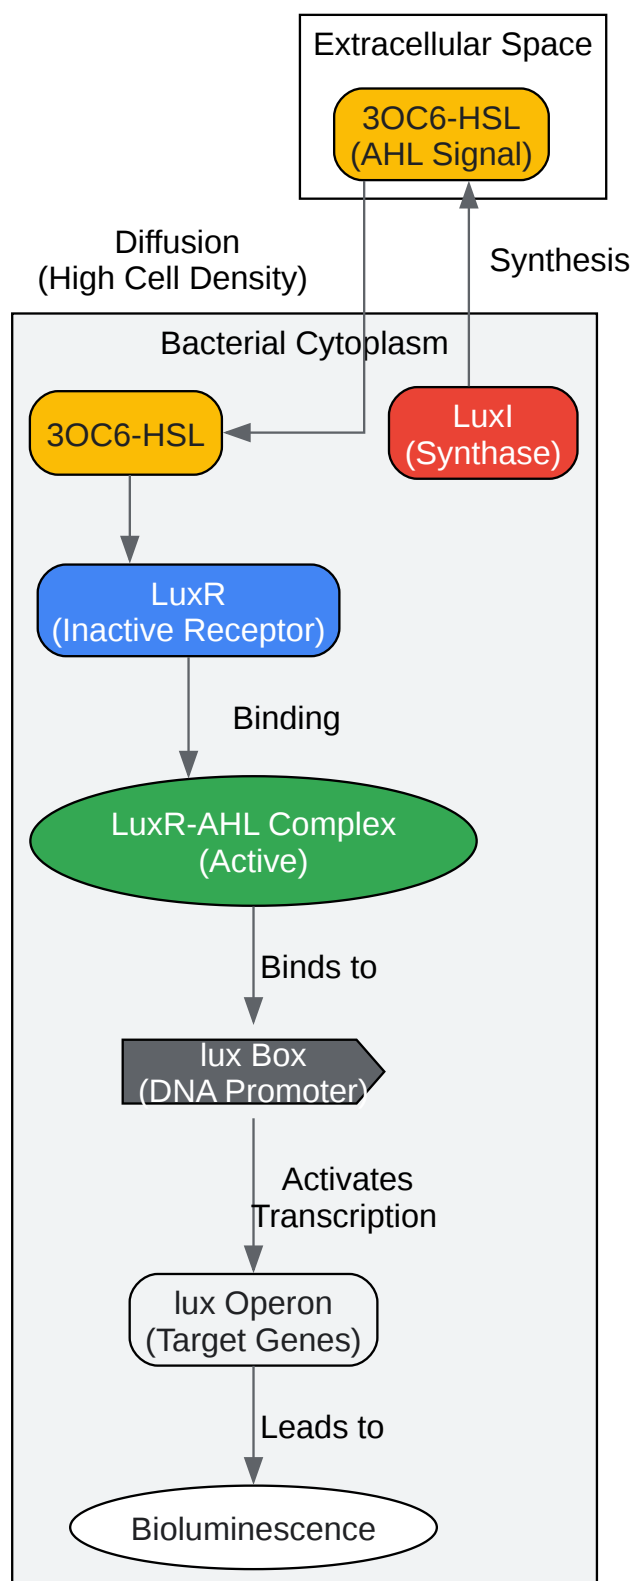 Extracellular Space
3OC6-HSL
(AHL Signal)
Diffusion
(High Cell Density)
Synthesis
Bacterial Cytoplasm
3OC6-HSL
LuxI
(Synthase)
LuxR
(Inactive Receptor)
Binding
LuxR-AHL Complex
(Active)
Binds to
lux Box
(DNA Promoter)
Activates
Transcription
lux Operon
(Target Genes)
Leads to
Bioluminescence